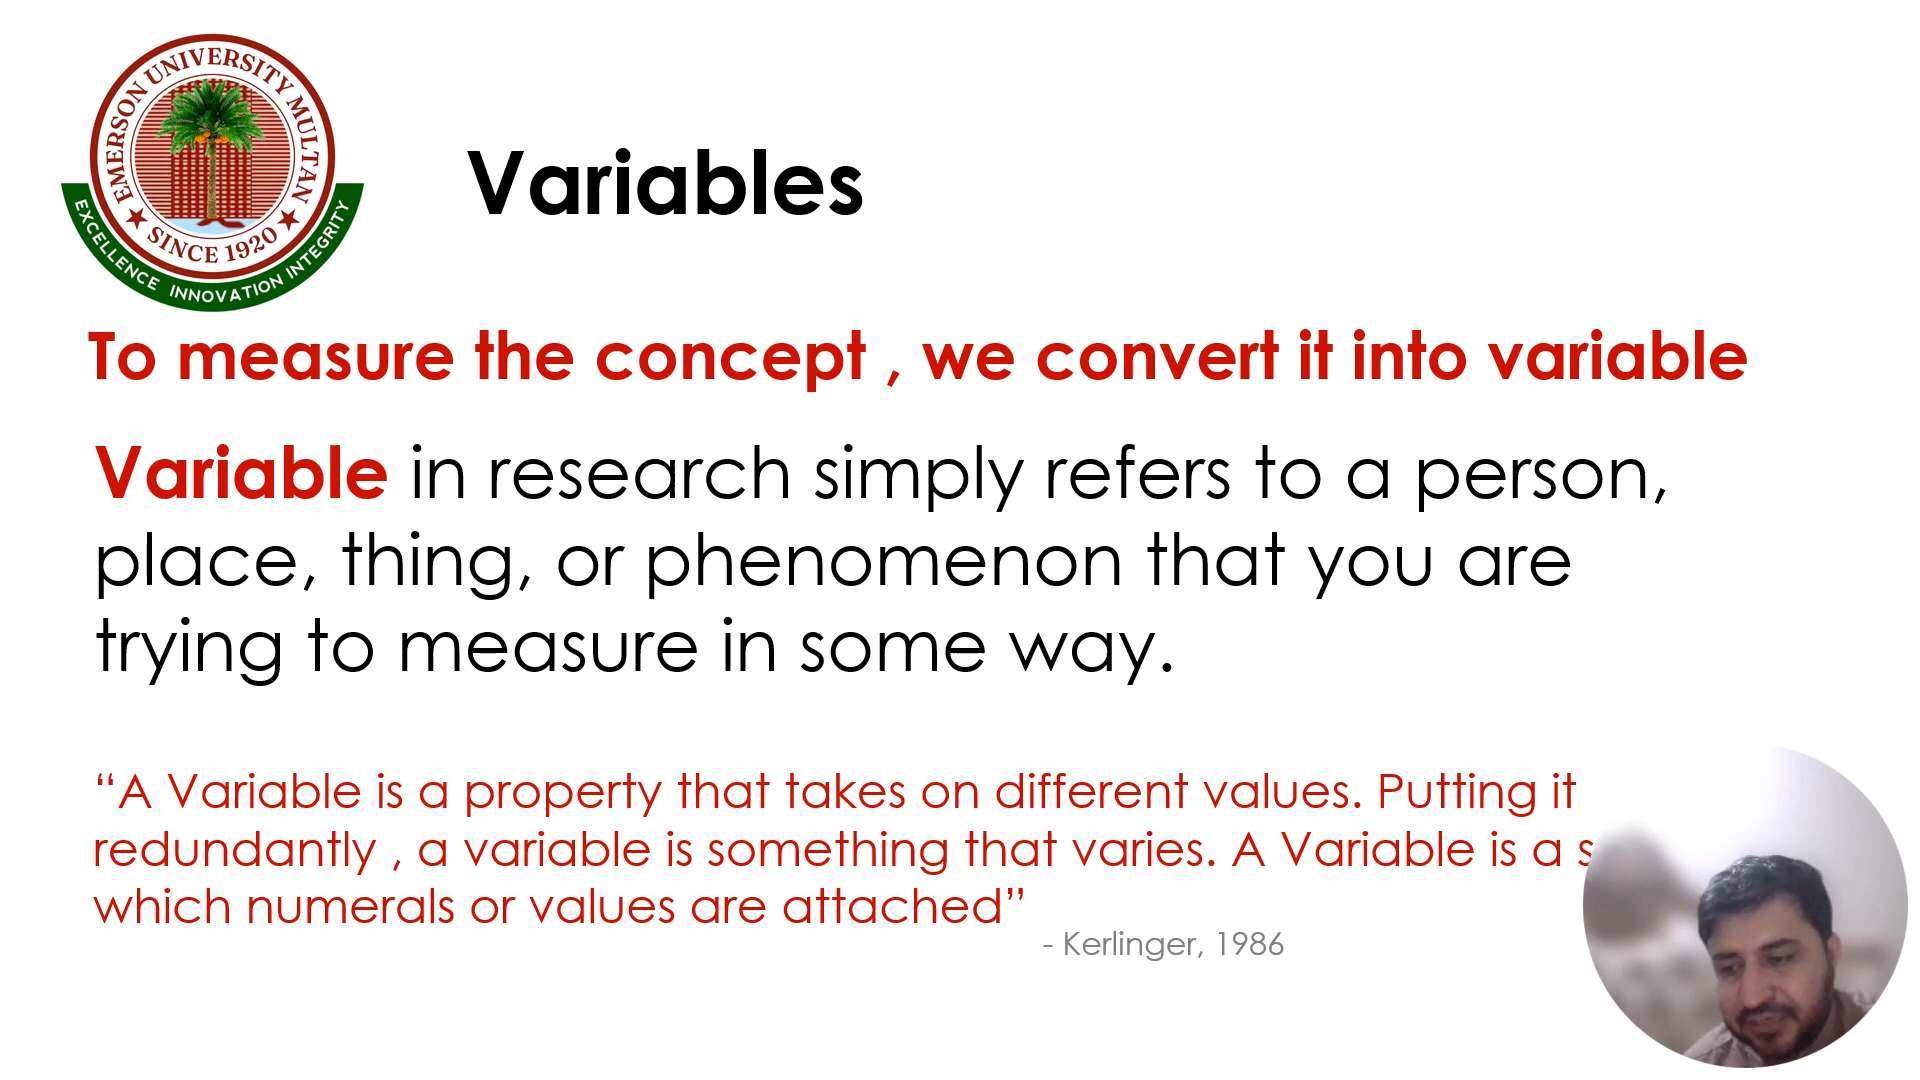 EMERSON UNIVERSITY MULTAN
SINCE 1920
EXCELLENCE INNOVATION INTEGRITY
Variables
To measure the concept , we convert it into variable
Variable in research simply refers to a person,
place, thing, or phenomenon that you are
trying to measure in some way.
“A Variable is a property that takes on different values. Putting it
redundantly , a variable is something that varies. A Variable is a
which numerals or values are attached”
- Kerlinger, 1986